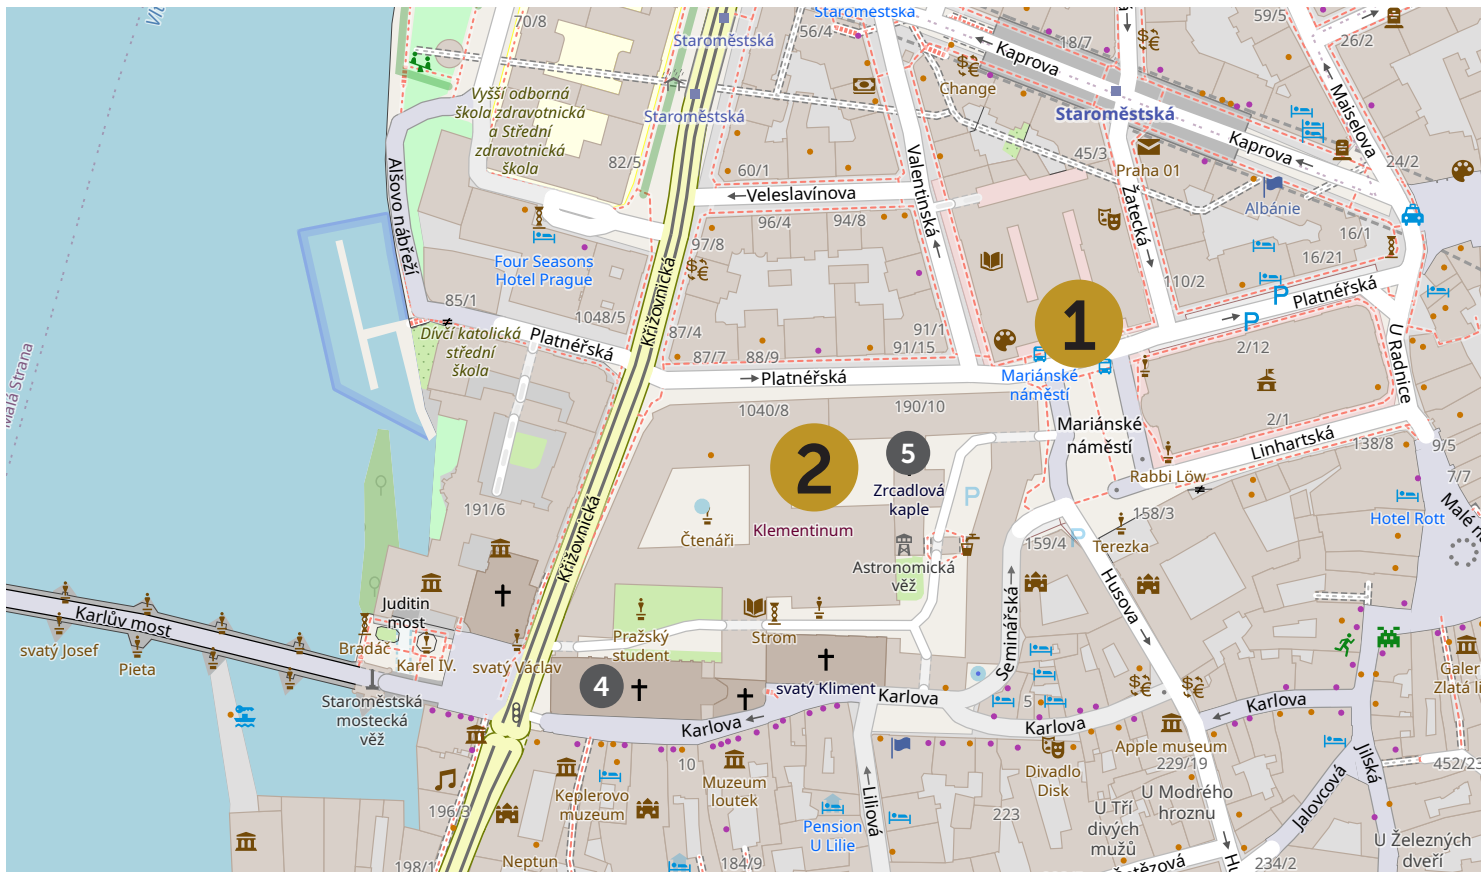 70/8
Staroměstská
56/4
Staroměstská
18/7
Kaprova
59/5
26/2
Change
Staroměstská
Staroměstská
Maiselova
Kaprova
Vyšší odborná
škola zdravotnická
a Střední
zdravotnická
škola
82/5
60/1
Valentinská
45/3
Praha 01
24/2
Alšovo nábřeží
Veleslavínova
Žatecká
Albánie
96/4
94/8
97/8
16/1
16/21
Four Seasons
Hotel Prague
110/2
Platnéřská
P
P
85/1
1048/5
Křižovnická
87/4
91/1
91/15
1
U Radnice
Dívčí katolická
střední
škola
Platnéřská
87/7
88/9
2/12
Malá Strana
Platnéřská
Mariánské
náměstí
1040/8
190/10
2/1
Mariánské
náměstí
Linhartská
138/8
9/5
2
5
Rabbi Löw
7/7
Zrcadlová
kaple
P
Hotel Rott
191/6
Křižovnická
Čtenáři
Klementinum
158/3
P
Terezka
159/4
Astronomická
věž
Husova
Karlův most
Juditin
most
Seminářská
svatý Josef
Pieta
Bradáč
Karel IV.
svatý Václav
Pražský
student
Strom
4
svatý Kliment
Karlova
Staroměstská
mostecká
věž
Karlova
5
Karlova
Karlova
Apple museum
229/19
10
Muzeum
loutek
Keplerovo
muzeum
Divadlo
Disk
Jilská
452/23
196/3
Liliová
U Modrého
hroznu
Jalovcová
Pension
U Lilie
223
U Tří
divých
mužů
U Železných
dveří
Neptun
198/1
184/9
234/2